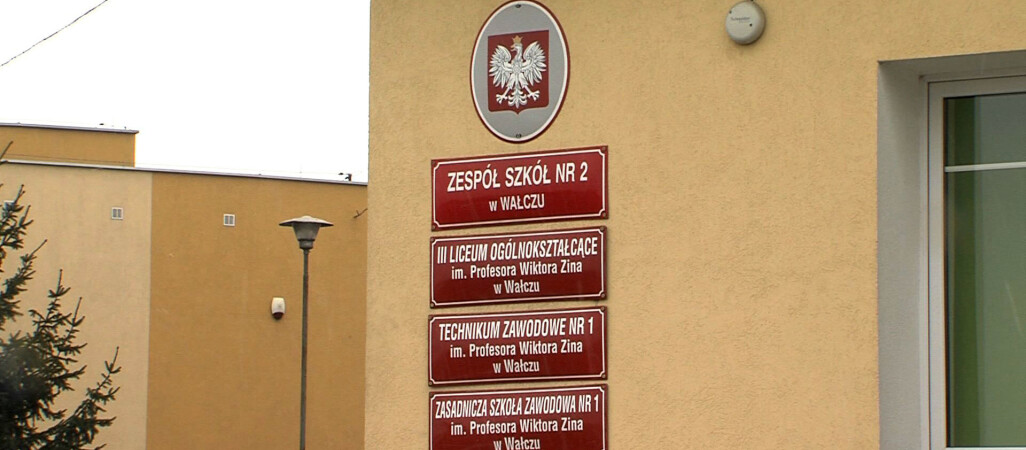 ZESPÓŁ SZKÓŁ NR 2
w WAŁCZU
III LICEUM OGÓLNOKSZTAŁCĄCE
im. Profesora Wiktora Zina
w Wałczu
TECHNIKUM ZAWODOWE NR 1
im. Profesora Wiktora Zina
w Wałczu
ZASADNICZA SZKOŁA ZAWODOWA NR 1
im. Profesora Wiktora Zina
w Wałczu